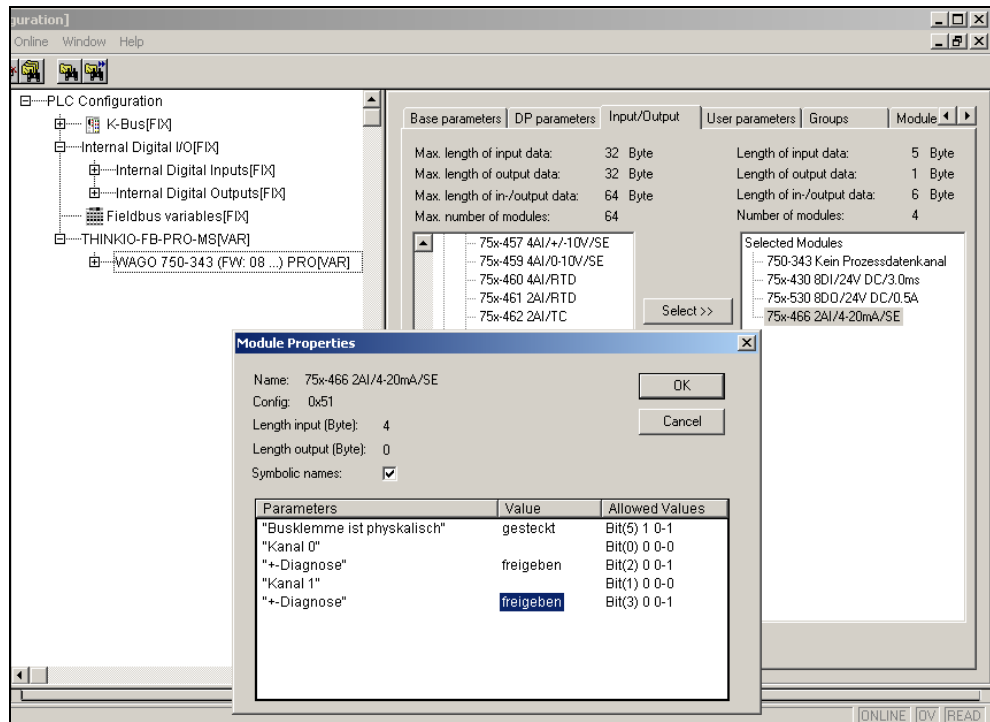 guration]
Online Window Help
PLC Configuration
K-Bus[FIX]
Internal Digital I/O[FIX]
Internal Digital Inputs[FIX]
Internal Digital Outputs[FIX]
Fieldbus variables[FIX]
THINKIO-FB-PRO-MS[VAR]
WAGO 750-343 (FW: 08 ...) PRO[VAR]
Base parameters DP parameters Input/Output User parameters Groups Module
Max. length of input data: 32 Byte
Max. length of output data: 32 Byte
Max. length of in-/output data: 64 Byte
Max. number of modules: 64
Length of input data: 5 Byte
Length of output data: 1 Byte
Length of in-/output data: 6 Byte
Number of modules: 4
75x-457 4AI/+/-10V/SE
75x-459 4AI/0-10V/SE
75x-460 4AI/RTD
75x-461 2AI/RTD
75x-462 2AI/TC
Select >>
Selected Modules
750-343 Kein Prozessdatenkanal
75x-430 8DI/24V DC/3.0ms
75x-530 8DO/24V DC/0.5A
75x-466 2AI/4-20mA/SE
Module Properties
Name: 75x-466 2AI/4-20mA/SE
Config: 0x51
Length input (Byte): 4
Length output (Byte): 0
Symbolic names:
OK
Cancel
Parameters Value Allowed Values
"Busklemme ist physkalisch" gesteckt Bit(5) 1 0-1
"Kanal 0" Bit(0) 0 0-0
"+-Diagnose" freigeben Bit(2) 0 0-1
"Kanal 1" Bit(1) 0 0-0
"+-Diagnose" freigeben Bit(3) 0 0-1
ONLINE OV READ